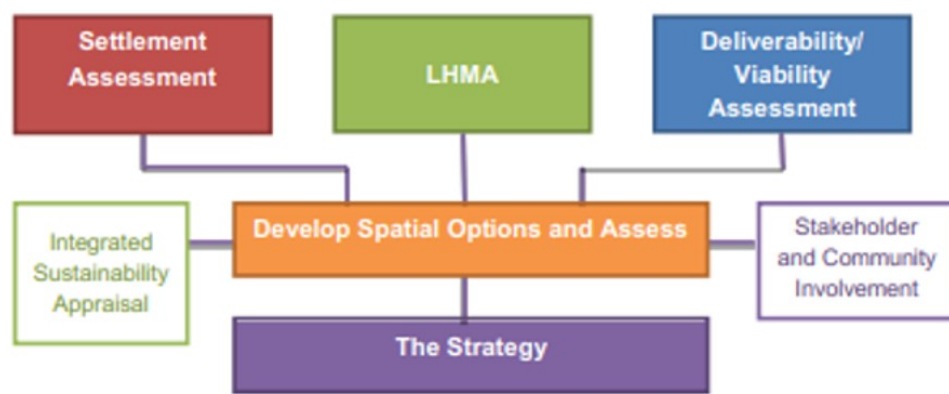 Settlement
Assessment
LHMA
Deliverability/
Viability
Assessment
Integrated
Sustainability
Appraisal
Develop Spatial Options and Assess
Stakeholder
and Community
Involvement
The Strategy